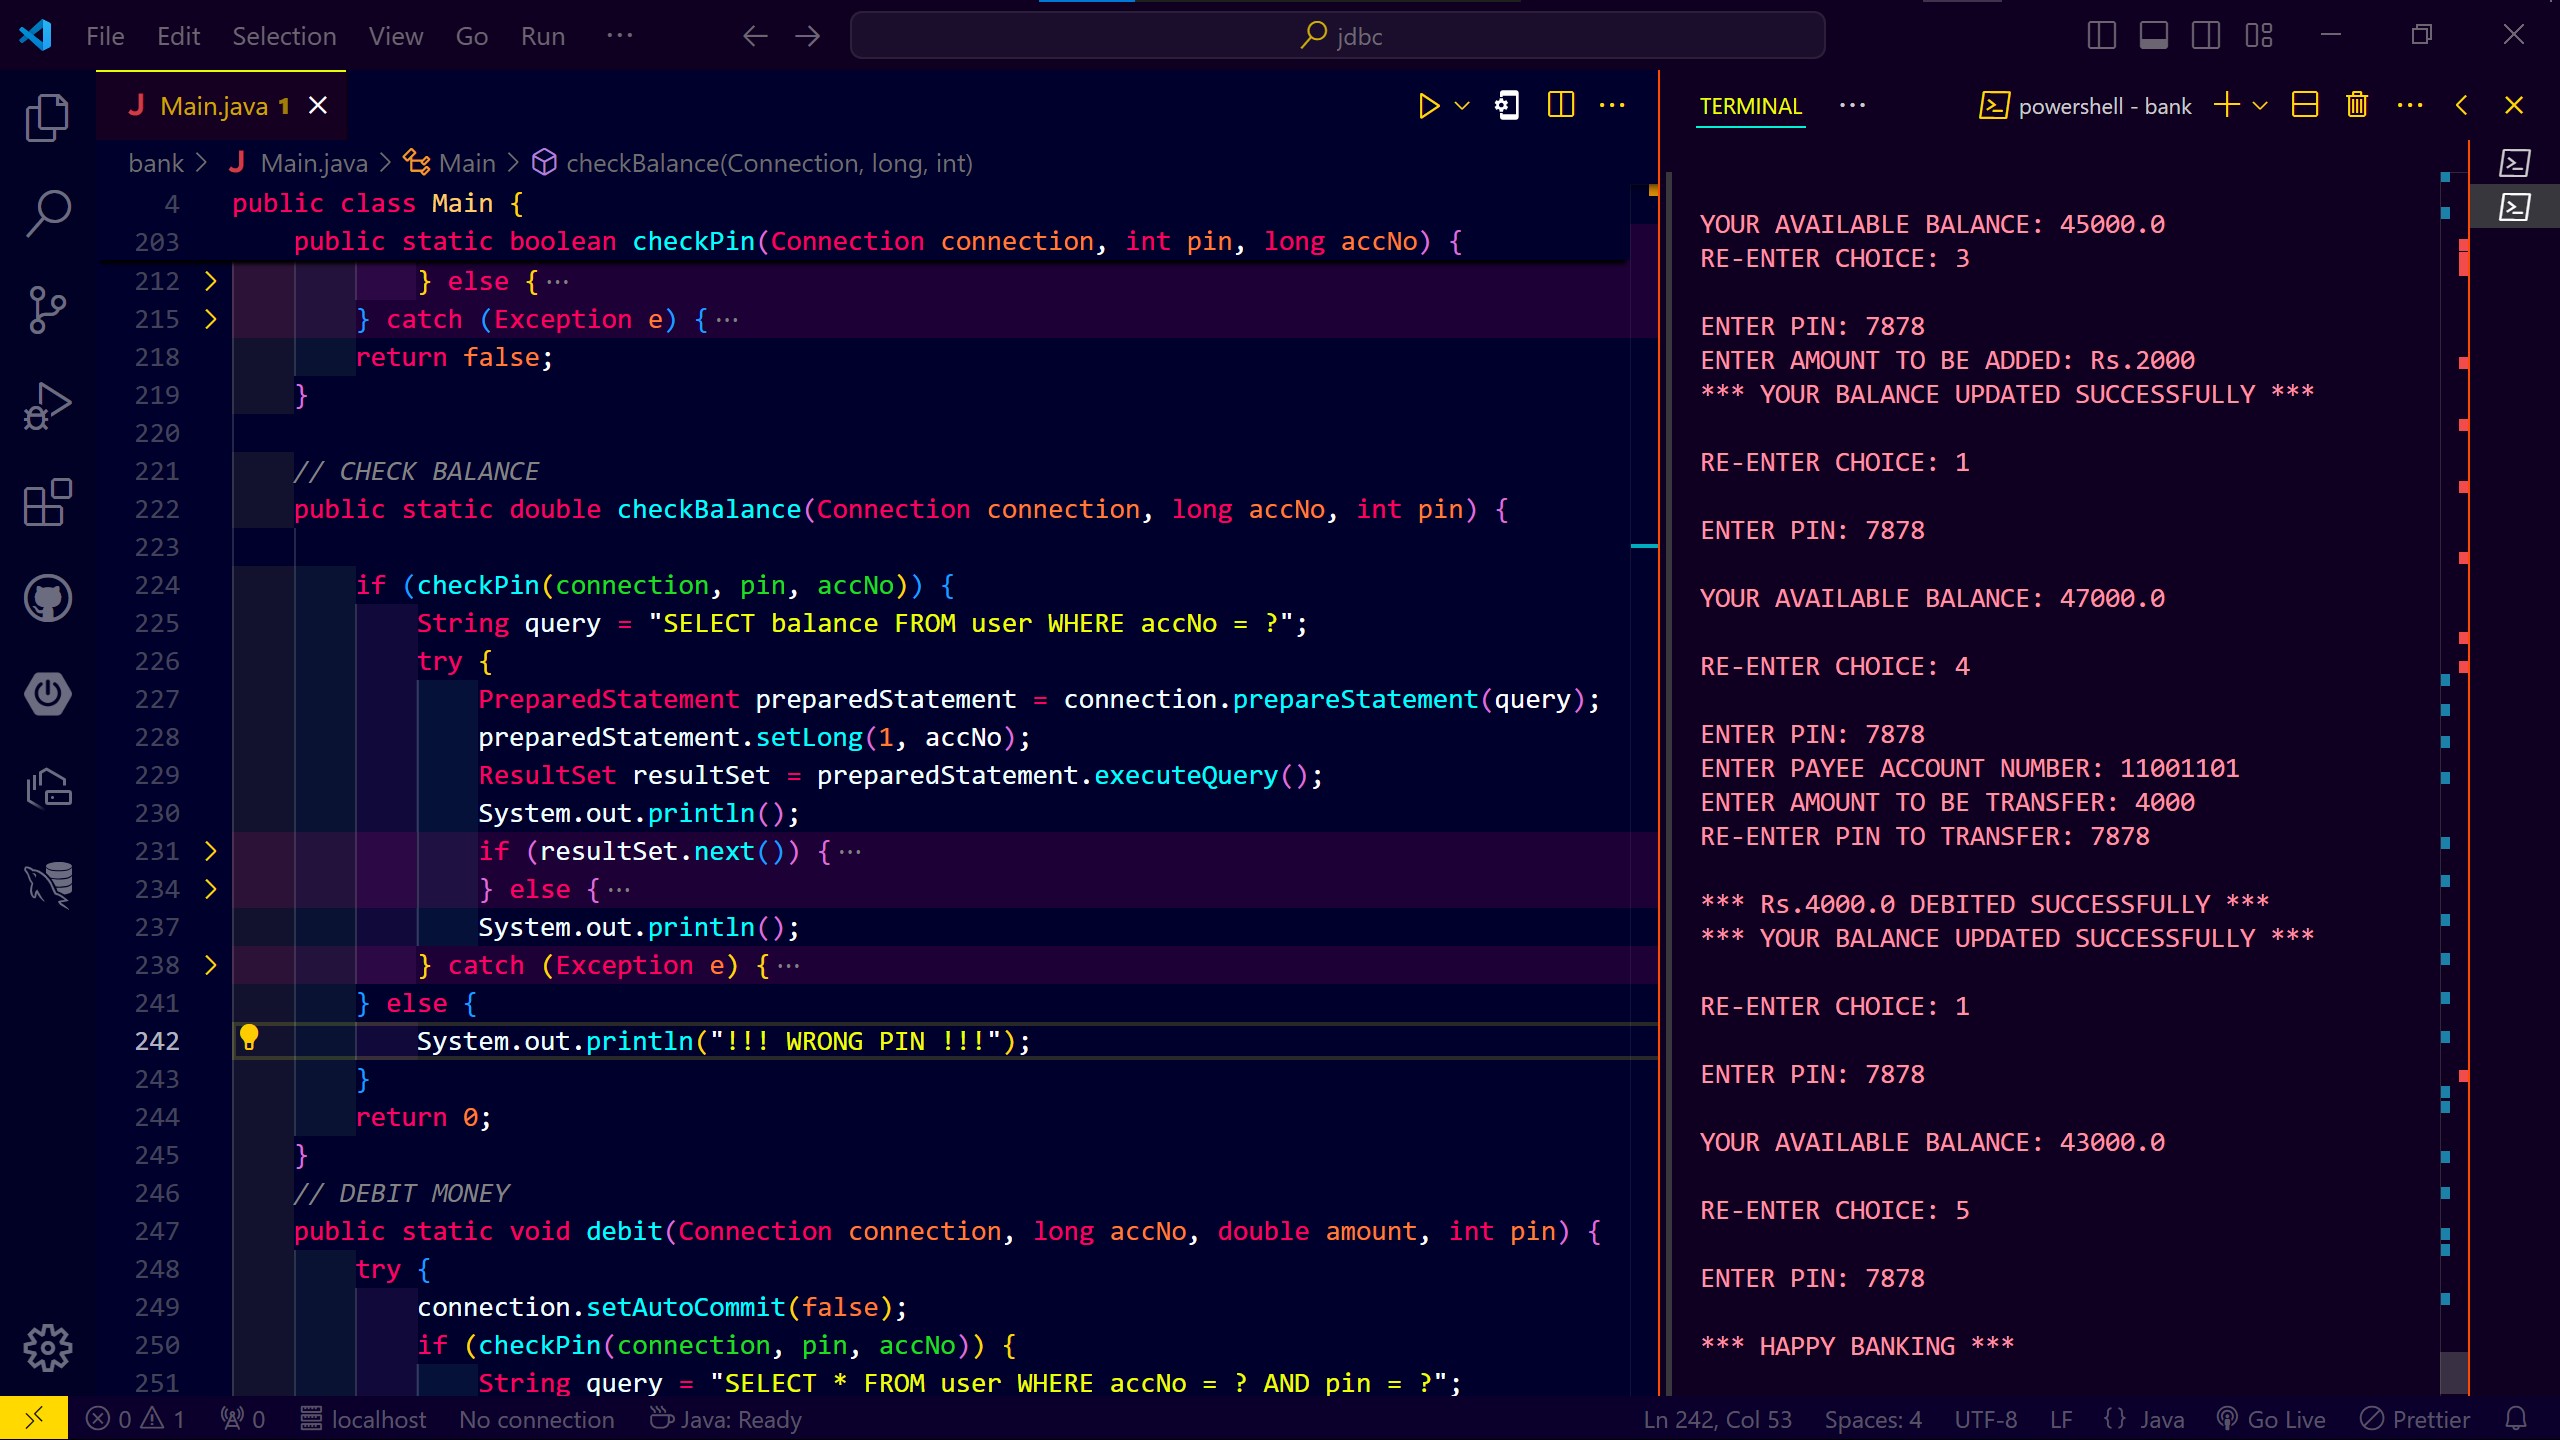 File Edit Selection View Go Run ··· jdbc
Main.java 1
bank > Main.java > Main > checkBalance(Connection, long, int)
4 public class Main {
203 public static boolean checkPin(Connection connection, int pin, long accNo) {
212 } else {···
215 } catch (Exception e) {···
218 return false;
219 }
220
221 // CHECK BALANCE
222 public static double checkBalance(Connection connection, long accNo, int pin) {
223
224 if (checkPin(connection, pin, accNo)) {
225 String query = "SELECT balance FROM user WHERE accNo = ?";
226 try {
227 PreparedStatement preparedStatement = connection.prepareStatement(query);
228 preparedStatement.setLong(1, accNo);
229 ResultSet resultSet = preparedStatement.executeQuery();
230 System.out.println();
231 if (resultSet.next()) {···
234 } else {···
237 System.out.println();
238 } catch (Exception e) {···
241 } else {
242 System.out.println("!!! WRONG PIN !!!");
243 }
244 return 0;
245 }
246 // DEBIT MONEY
247 public static void debit(Connection connection, long accNo, double amount, int pin) {
248 try {
249 connection.setAutoCommit(false);
250 if (checkPin(connection, pin, accNo)) {
251 String query = "SELECT * FROM user WHERE accNo = ? AND pin = ?";
TERMINAL ··· powershell - bank
YOUR AVAILABLE BALANCE: 45000.0
RE-ENTER CHOICE: 3
ENTER PIN: 7878
ENTER AMOUNT TO BE ADDED: Rs.2000
*** YOUR BALANCE UPDATED SUCCESSFULLY ***
RE-ENTER CHOICE: 1
ENTER PIN: 7878
YOUR AVAILABLE BALANCE: 47000.0
RE-ENTER CHOICE: 4
ENTER PIN: 7878
ENTER PAYEE ACCOUNT NUMBER: 11001101
ENTER AMOUNT TO BE TRANSFER: 4000
RE-ENTER PIN TO TRANSFER: 7878
*** Rs.4000.0 DEBITED SUCCESSFULLY ***
*** YOUR BALANCE UPDATED SUCCESSFULLY ***
RE-ENTER CHOICE: 1
ENTER PIN: 7878
YOUR AVAILABLE BALANCE: 43000.0
RE-ENTER CHOICE: 5
ENTER PIN: 7878
*** HAPPY BANKING ***
0 1 0 localhost No connection Java: Ready Ln 242, Col 53 Spaces: 4 UTF-8 LF {} Java Go Live Prettier